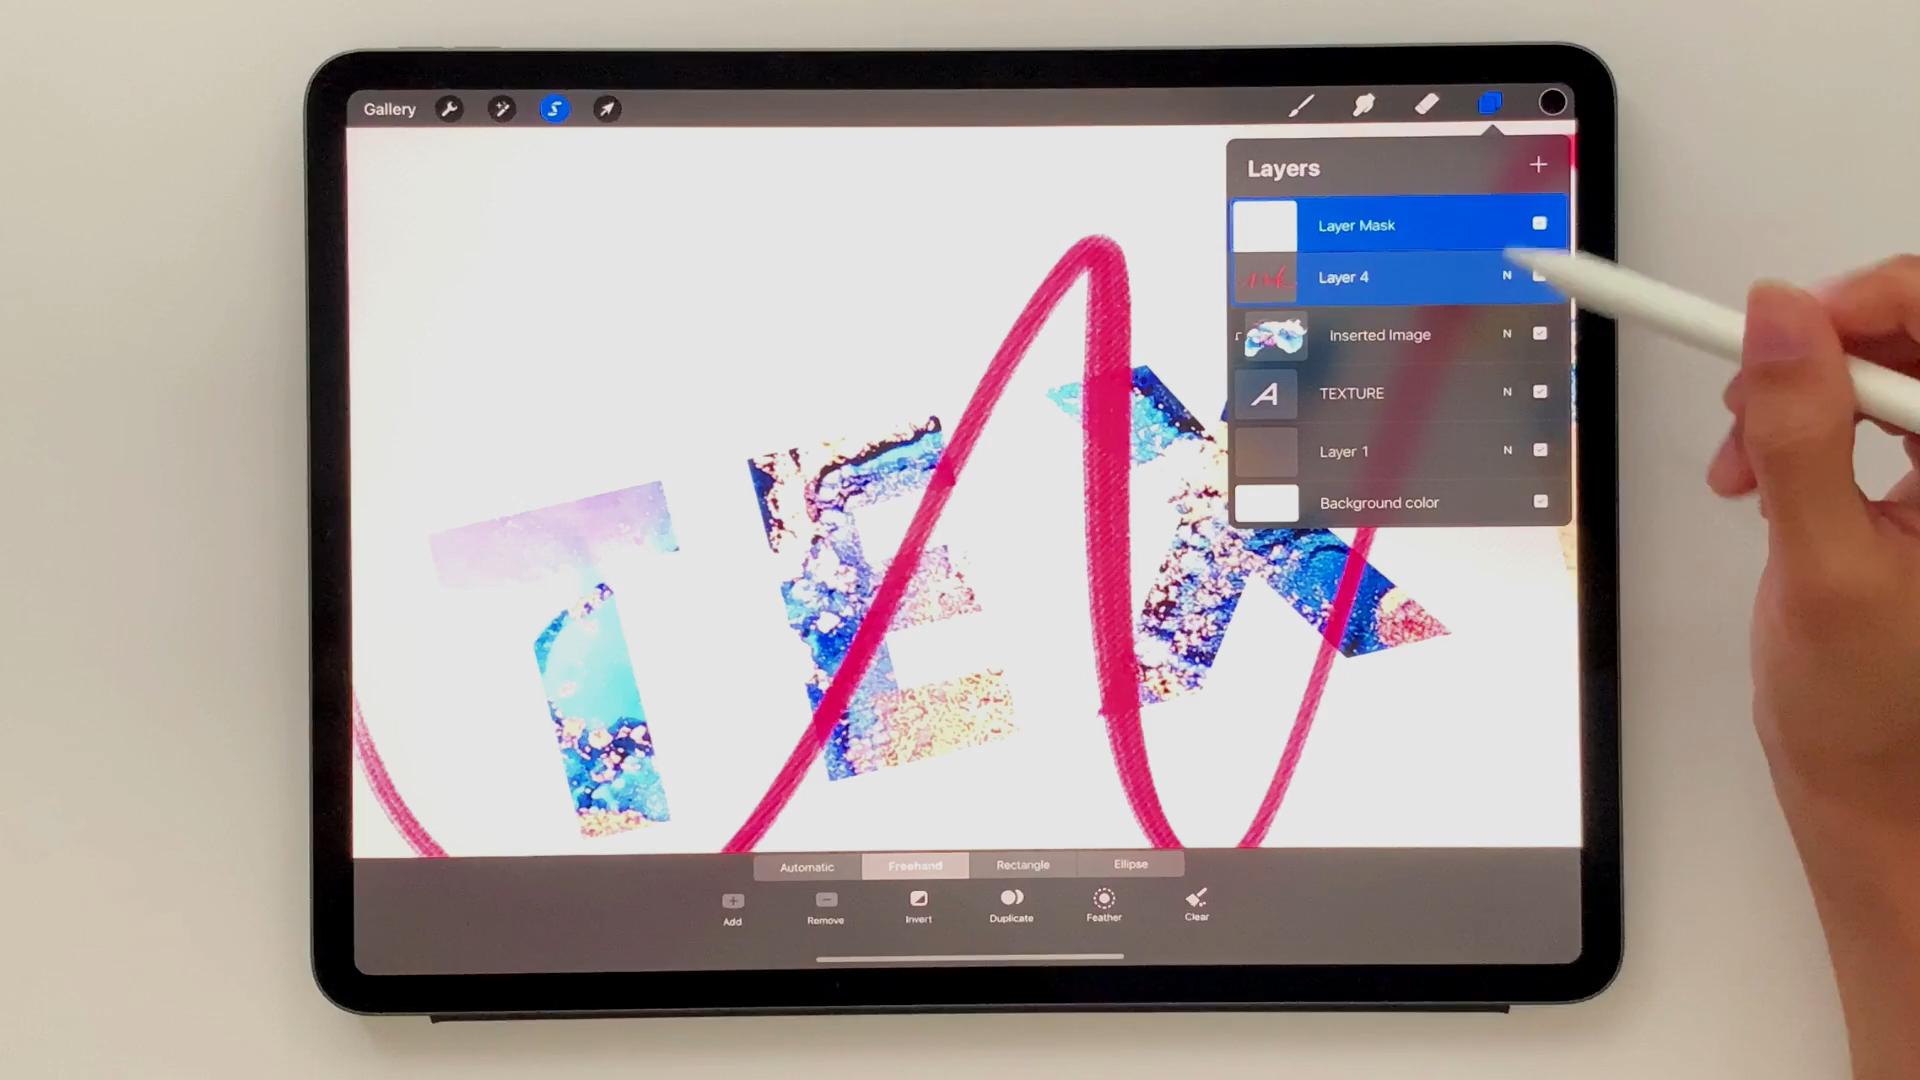 Gallery
Layers
Layer Mask
Layer 4
N
Inserted Image
N
A
TEXTURE
N
Layer 1
N
Background color
TEX
Automatic
Freehand
Rectangle
Ellipse
Add
Remove
Invert
Duplicate
Feather
Clear